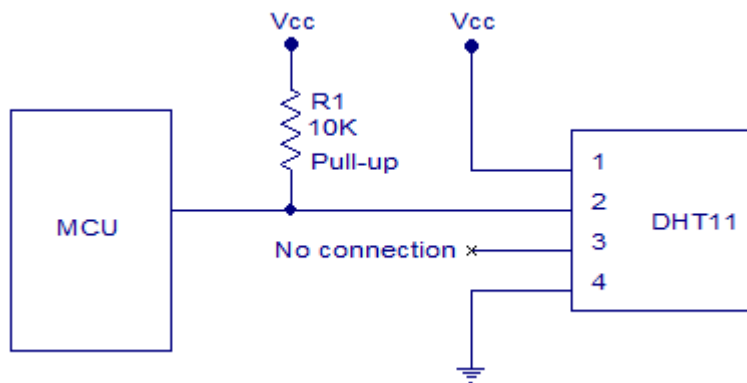 Vcc
Vcc
R1
10K
Pull-up
1
2
MCU
DHT11
No connection
3
4